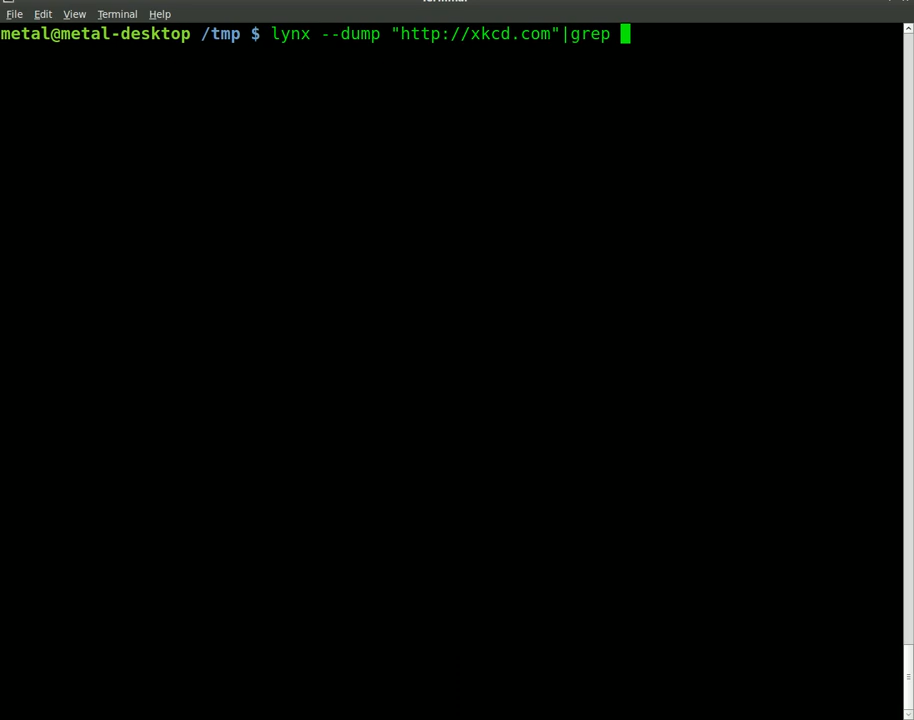 File Edit View Terminal Help
metal@metal-desktop /tmp $ lynx --dump "http://xkcd.com"|grep